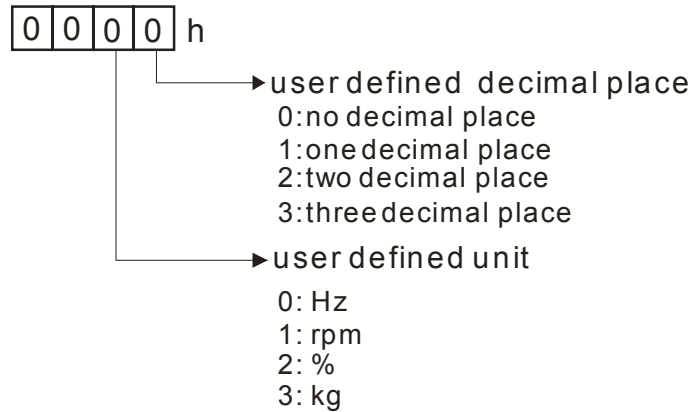 0 0 0 0 h
user defined decimal place
0:no decimal place
1:one decimal place
2:two decimal place
3:three decimal place
user defined unit
0: Hz
1: rpm
2: %
3: kg